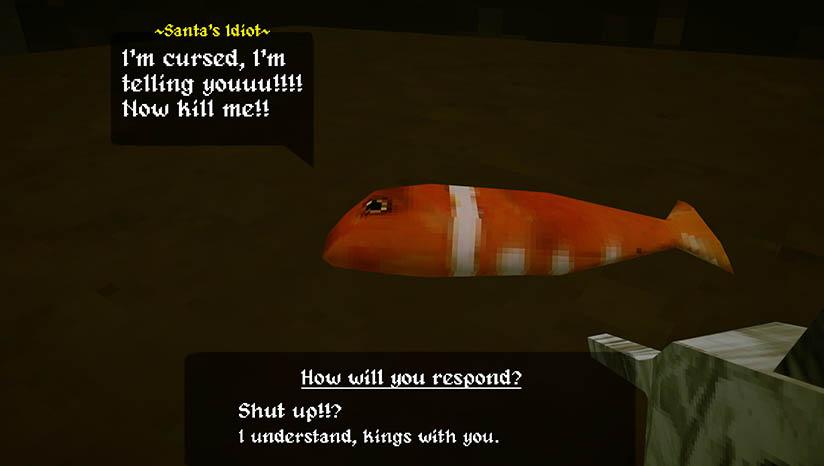 ~Santa's Idiot~
I'm cursed, I'm
telling youuu!!!!
Now kill me!!
How will you respond?
Shut up!!?
I understand, kings with you.